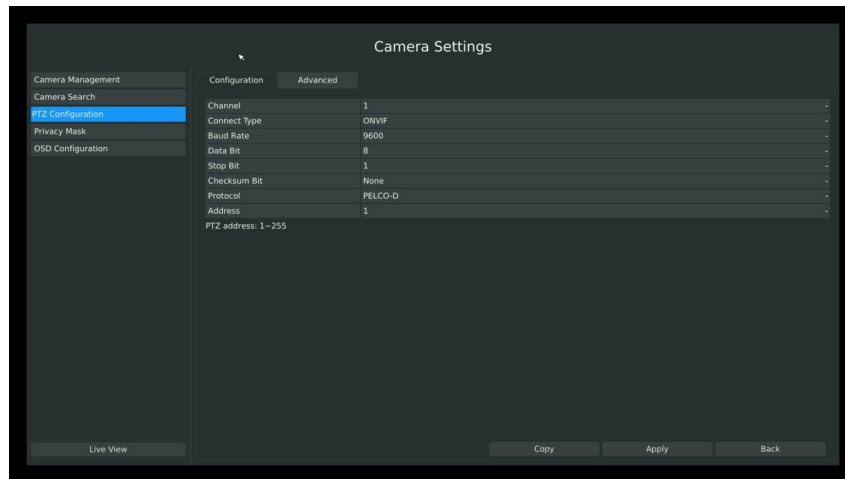 Camera Settings
Camera Management
Camera Search
PTZ Configuration
Privacy Mask
OSD Configuration
Configuration Advanced
Channel 1
Connect Type ONVIF
Baud Rate 9600
Data Bit 8
Stop Bit 1
Checksum Bit None
Protocol PELCO-D
Address 1
PTZ address: 1~255
Live View
Copy Apply Back